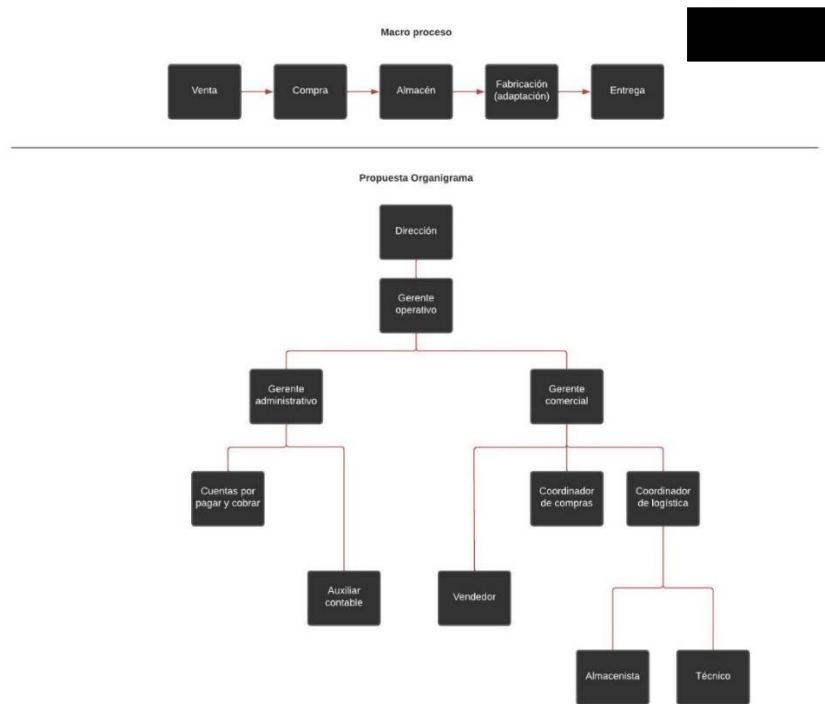 Macro proceso
Venta
Compra
Almacén
Fabricación
(adaptación)
Entrega
Propuesta Organigrama
Dirección
Gerente
operativo
Gerente
administrativo
Gerente
comercial
Cuentas por
pagar y cobrar
Coordinador
de compras
Coordinador
de logística
Auxiliar
contable
Vendedor
Almacenista
Técnico